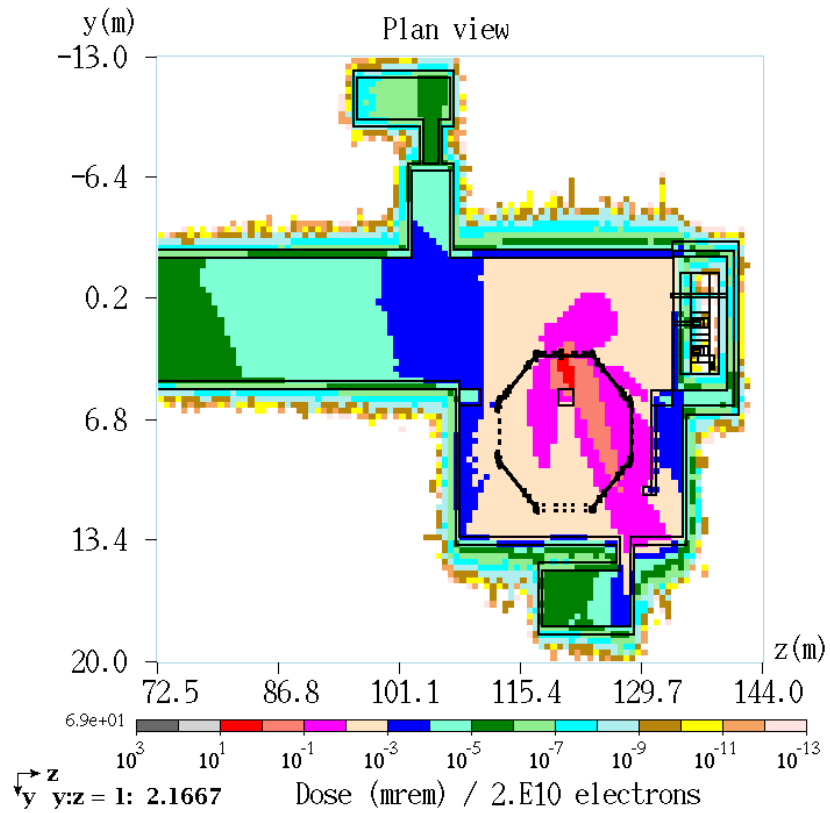 y(m)
Plan view
-13.0
-6.4
0.2
6.8
13.4
20.0
z(m)
72.5 86.8 101.1 115.4 129.7 144.0
6.9e+01
10³ 10¹ 10⁻¹ 10⁻³ 10⁻⁵ 10⁻⁷ 10⁻⁹ 10⁻¹¹ 10⁻¹³
z
y y:z = 1: 2.1667 Dose (mrem) / 2.E10 electrons